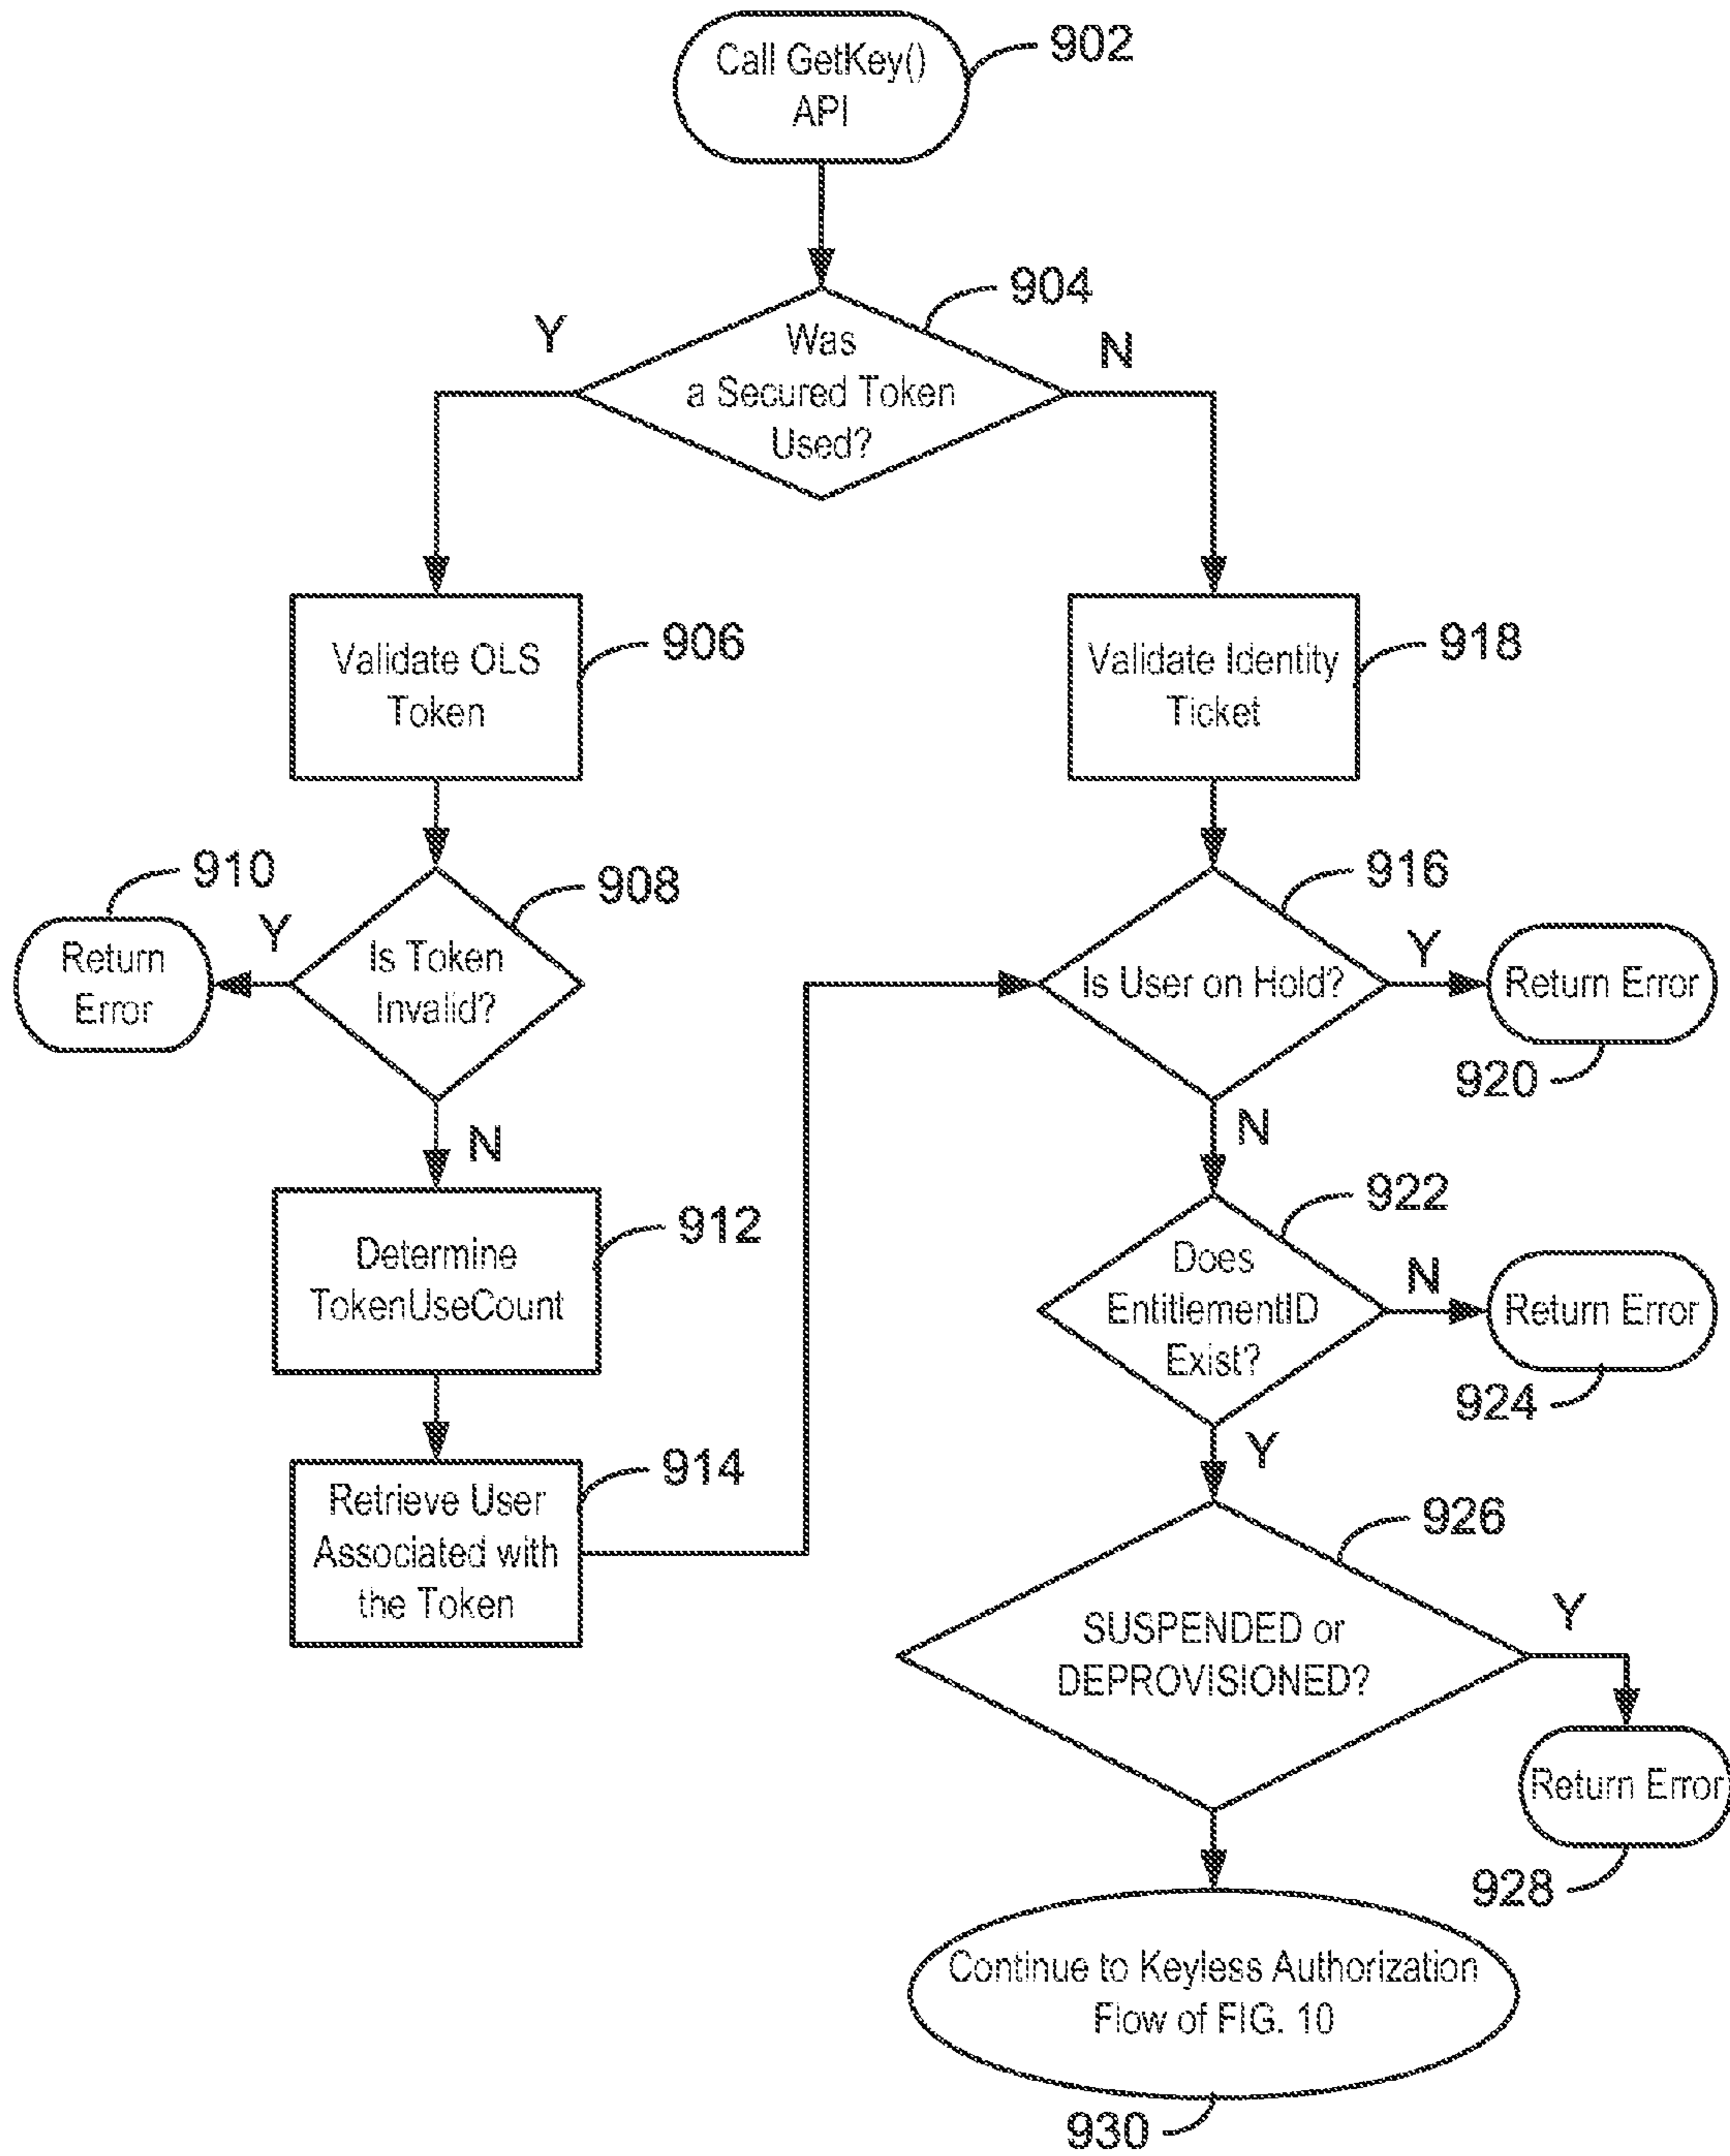 Call GetKey()
API
902
Was
a Secured Token
Used?
904
Y
N
Validate OLS
Token
906
Validate Identity
Ticket
918
910
Return
Error
Y
Is Token
Invalid?
908
N
916
Is User on Hold?
Y
Return Error
920
N
Determine
TokenUseCount
912
922
Does
EntitlementID
Exist?
N
Return Error
924
Y
Retrieve User
Associated with
the Token
914
926
SUSPENDED or
DEPROVISIONED?
Y
Return Error
928
Continue to Keyless Authorization
Flow of FIG. 10
930